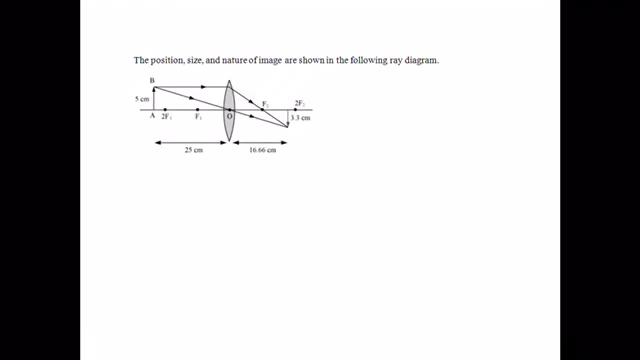 The position, size, and nature of image are shown in the following ray diagram.
B
5 cm
A 2F₁ F₁ O F₂ 2F₂
3.3 cm
25 cm 16.66 cm